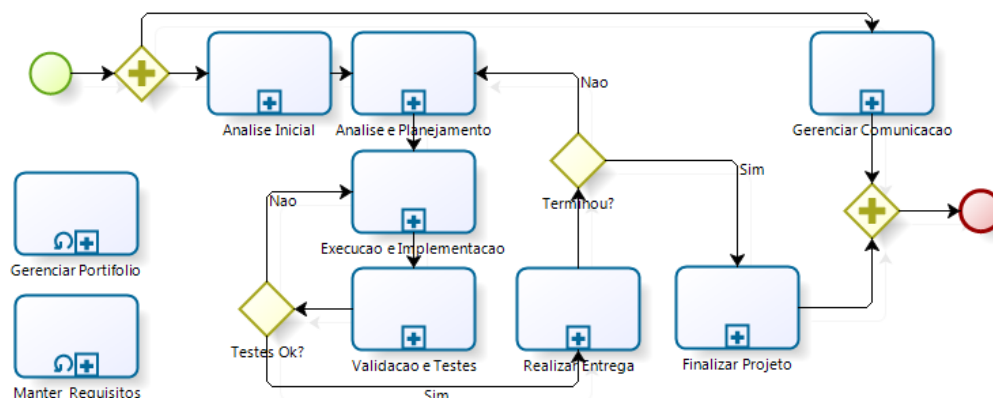 Analise Inicial
Analise e Planejamento
Nao
Gerenciar Comunicacao
Sim
Terminou?
Nao
Execucao e Implementacao
Gerenciar Portifolio
Testes Ok?
Validacao e Testes
Realizar Entrega
Finalizar Projeto
Manter Requisitos
Sim